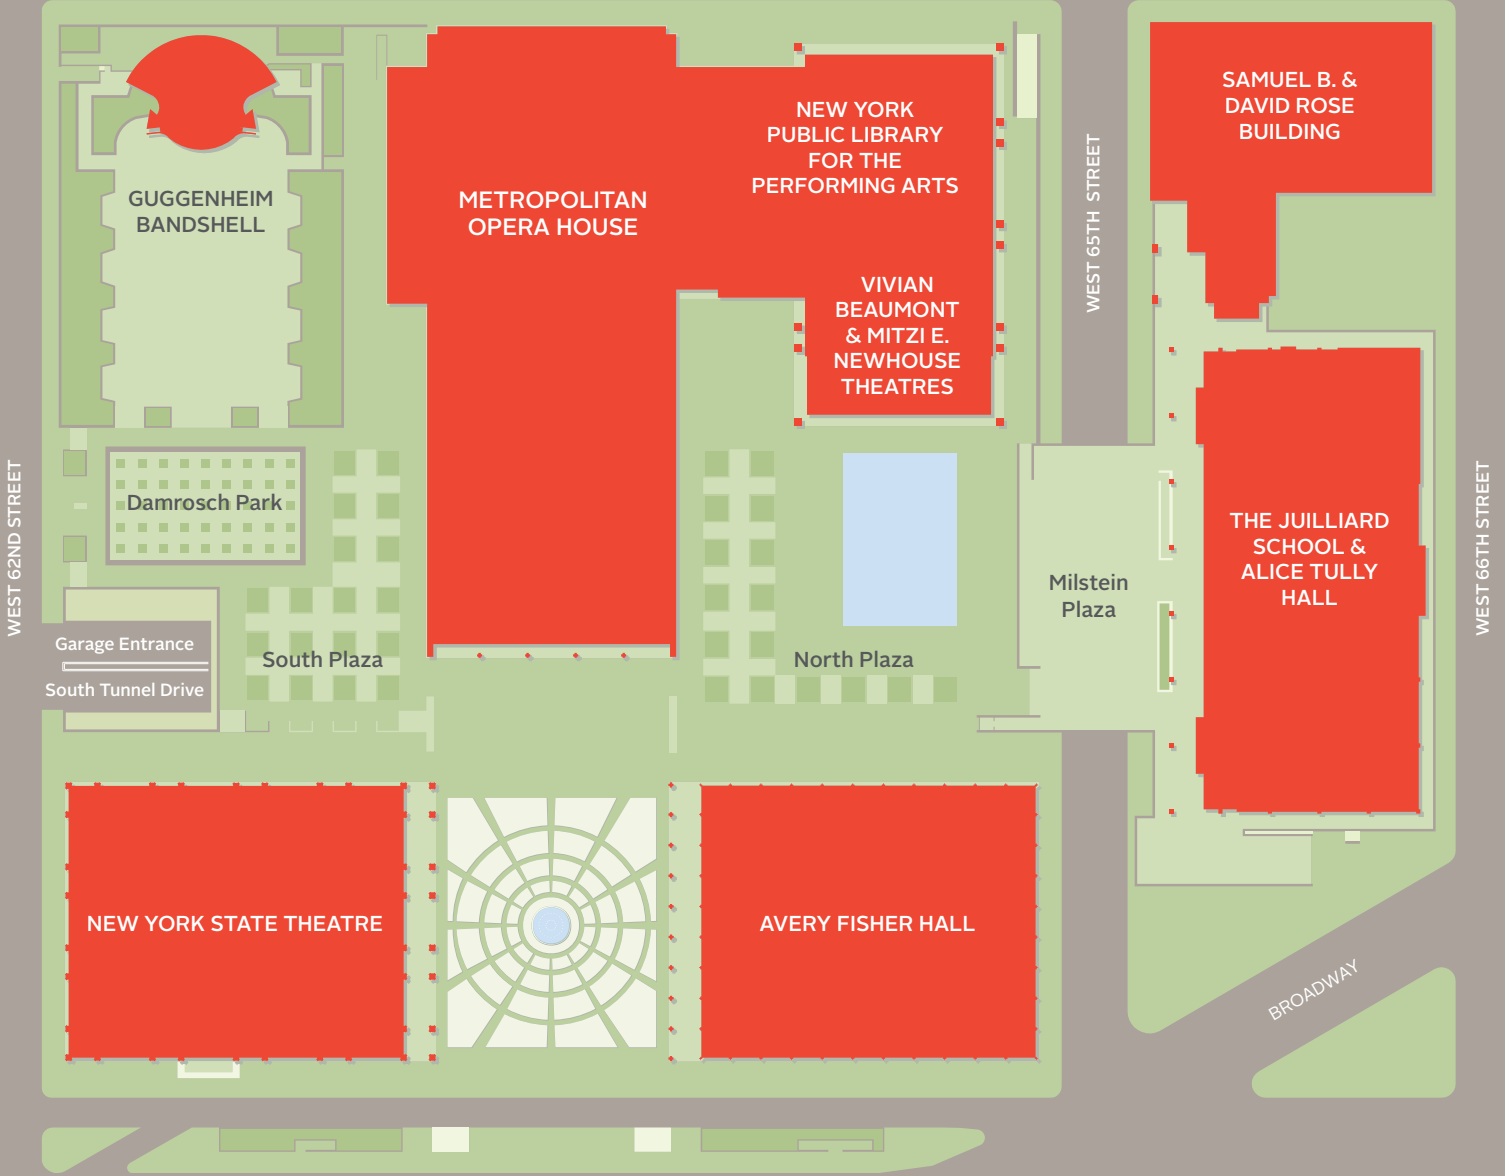 SAMUEL B. &
DAVID ROSE
BUILDING
NEW YORK
PUBLIC LIBRARY
FOR THE
PERFORMING ARTS
METROPOLITAN
OPERA HOUSE
GUGGENHEIM
BANDSHELL
WEST 65TH STREET
VIVIAN
BEAUMONT
& MITZI E.
NEWHOUSE
THEATRES
Damrosch Park
WEST 62ND STREET
THE JUILLIARD
SCHOOL &
ALICE TULLY
HALL
WEST 66TH STREET
Milstein
Plaza
Garage Entrance
South Tunnel Drive
South Plaza
North Plaza
NEW YORK STATE THEATRE
AVERY FISHER HALL
BROADWAY